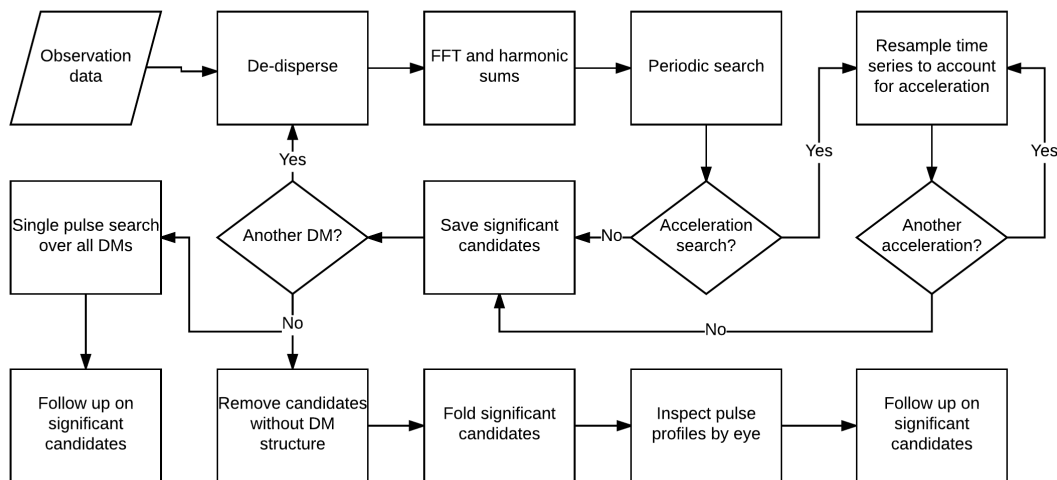 Observation
data
De-disperse
FFT and harmonic
sums
Periodic search
Resample time
series to account
for acceleration
Yes
Yes
Yes
Single pulse search
over all DMs
Another DM?
Save significant
candidates
No
Acceleration
search?
Another
acceleration?
No
No
Follow up on
significant
candidates
Remove candidates
without DM
structure
Fold significant
candidates
Inspect pulse
profiles by eye
Follow up on
significant
candidates